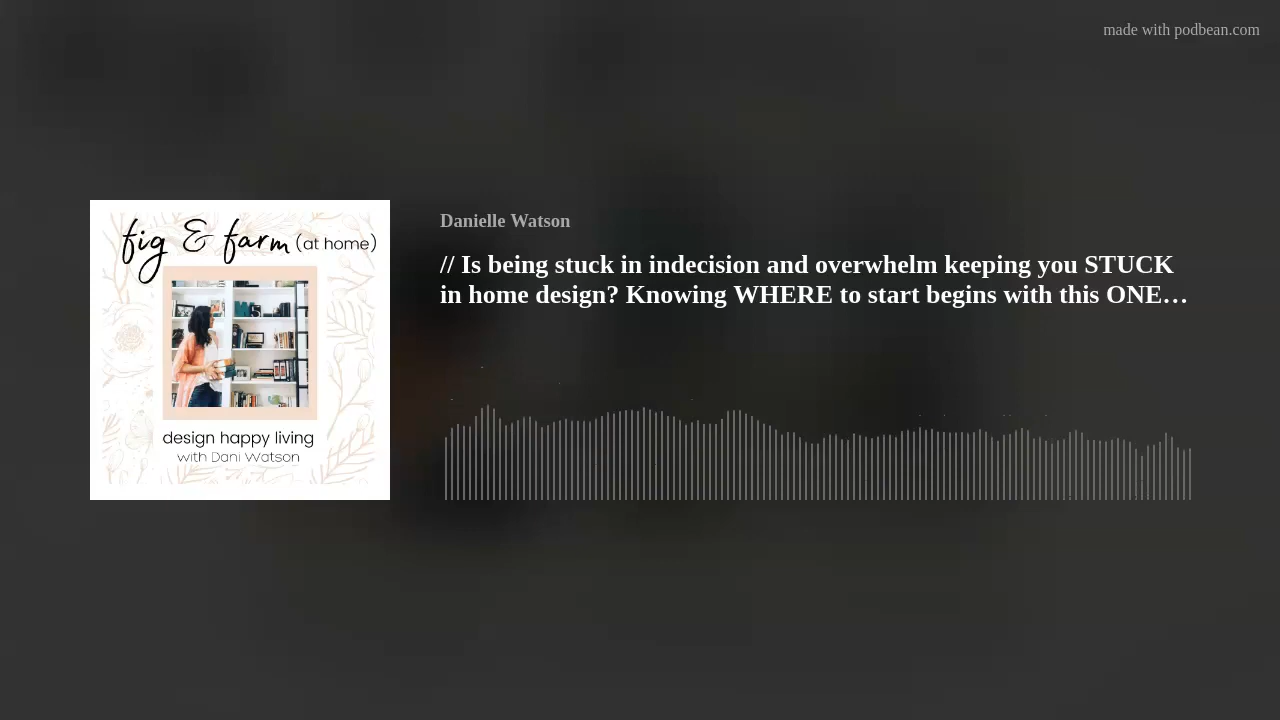 made with podbean.com
fig & farm (at home)
design happy living
with Dani Watson
Danielle Watson
// Is being stuck in indecision and overwhelm keeping you STUCK
in home design? Knowing WHERE to start begins with this ONE…